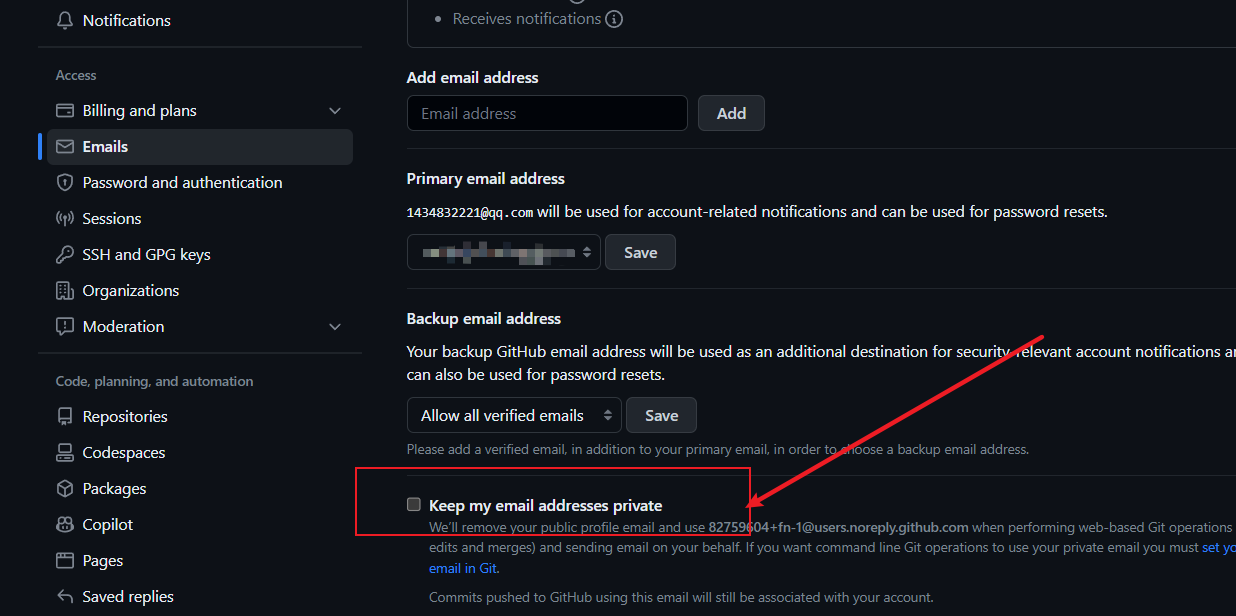 Notifications
Access
Billing and plans
Emails
Password and authentication
Sessions
SSH and GPG keys
Organizations
Moderation
Code, planning, and automation
Repositories
Codespaces
Packages
Copilot
Pages
Saved replies
Receives notifications
Add email address
Email address
Add
Primary email address
1434832221@qq.com will be used for account-related notifications and can be used for password resets.
Save
Backup email address
Your backup GitHub email address will be used as an additional destination for security-relevant account notifications
can also be used for password resets.
Allow all verified emails
Save
Please add a verified email, in addition to your primary email, in order to choose a backup email address.
Keep my email addresses private
We'll remove your public profile email and use 82759604+fn-1@users.noreply.github.com when performing web-based Git operations
edits and merges) and sending email on your behalf. If you want command line Git operations to use your private email you must set
email in Git.
Commits pushed to GitHub using this email will still be associated with your account.